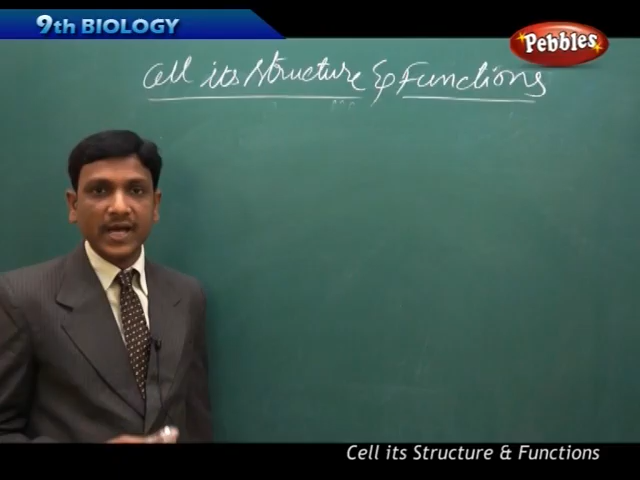 9th BIOLOGY
Pebbles
Cell its Structure & Functions
Cell its Structure & Functions